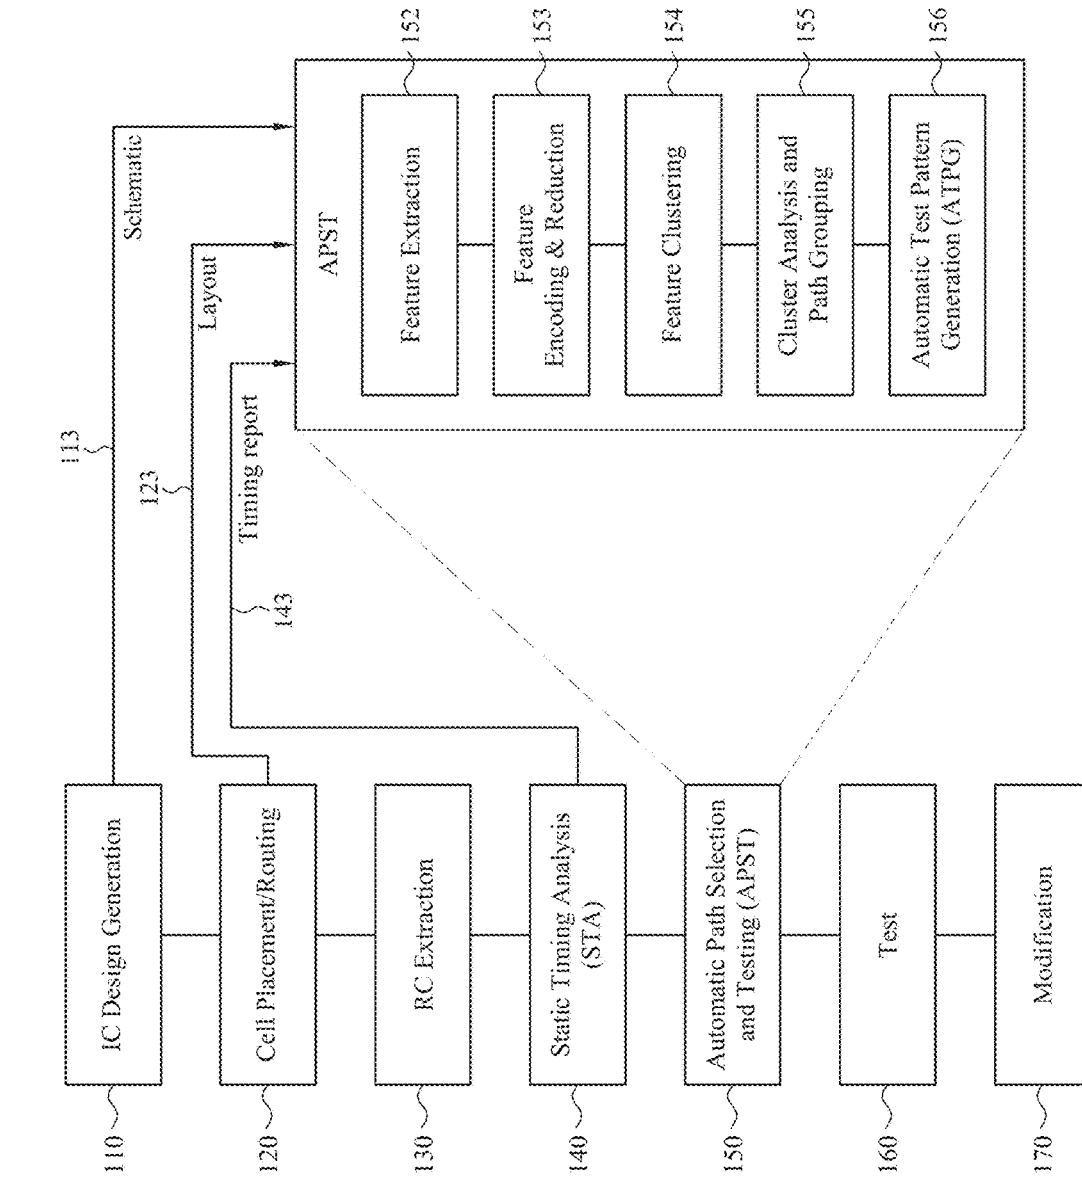 110
IC Design Generation
120
Cell Placement/Routing
130
RC Extraction
140
Static Timing Analysis
(STA)
150
Automatic Path Selection
and Testing (APST)
160
Test
170
Modification
113
Schematic
123
Layout
143
Timing report
APST
Feature Extraction
152
Feature
Encoding & Reduction
153
Feature Clustering
154
Cluster Analysis and
Path Grouping
155
Automatic Test Pattern
Generation (ATPG)
156